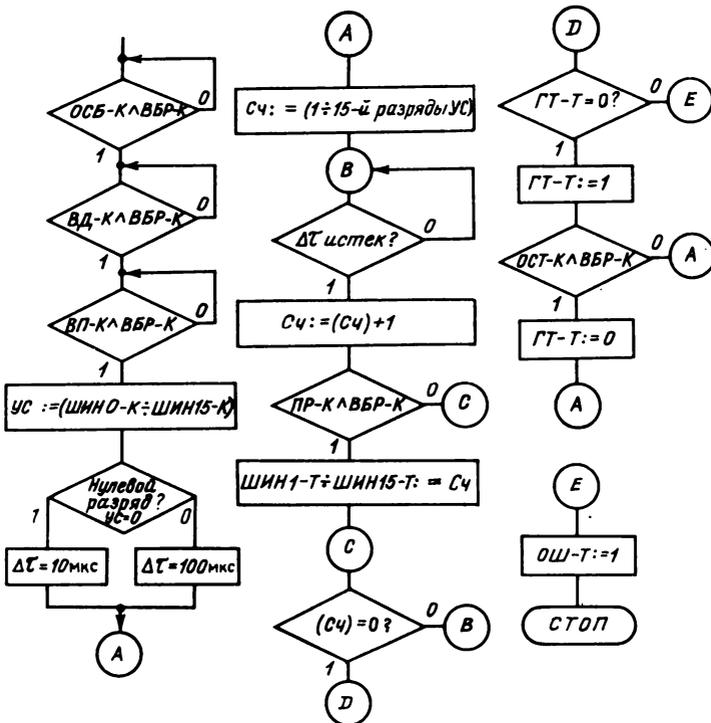 ОСБ-К∧ВБР-К
0
1
ВД-К∧ВБР-К
0
1
ВП-К∧ВБР-К
0
1
УС :=(ШИН0-К÷ШИН15-К)
Нулевой
разряд?
УС=0
1
0
Δτ=10мкс
Δτ=100мкс
A
A
Сч: = (1÷15-й разряды УС)
B
Δτ истек?
0
1
Сч:=(Сч)+1
ПР-К∧ВБР-К
0
C
1
ШИН1-Т÷ШИН15-Т: = Сч
C
(Сч)=0?
0
B
1
D
D
ГТ-Т=0?
0
E
1
ГТ-Т:=1
ОСТ-К∧ВБР-К
0
A
1
ГТ-Т:=0
A
E
ОШ-Т:=1
СТОП